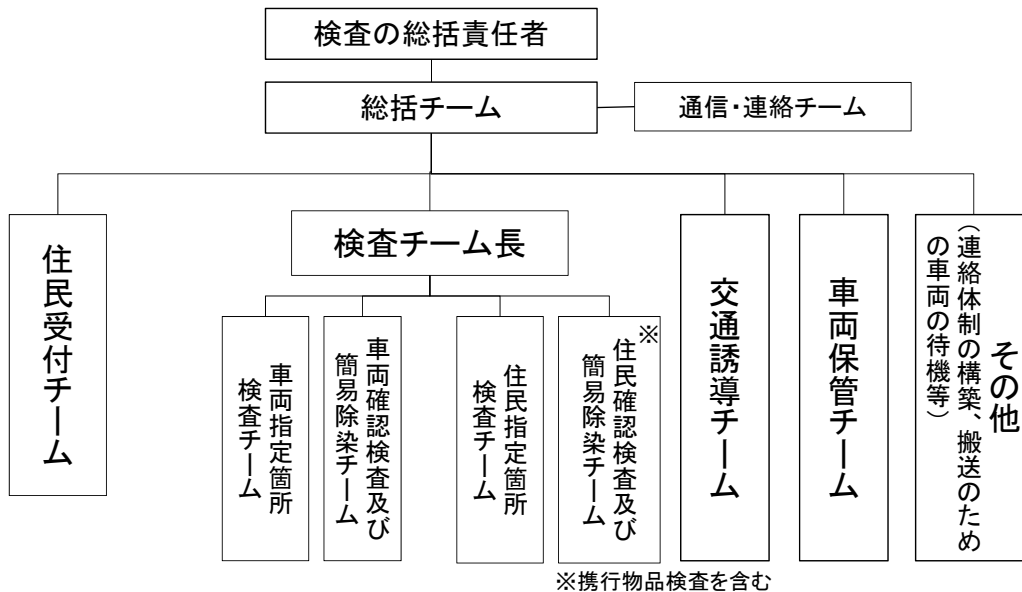 検査の総括責任者
総括チーム
通信・連絡チーム
住民受付チーム
検査チーム長
車両指定箇所
検査チーム
車両確認検査及び
簡易除染チーム
住民指定箇所
検査チーム
※
住民確認検査及び
簡易除染チーム
交通誘導チーム
車両保管チーム
その他
（連絡体制の構築、搬送のため
の車両の待機等）
※携行物品検査を含む